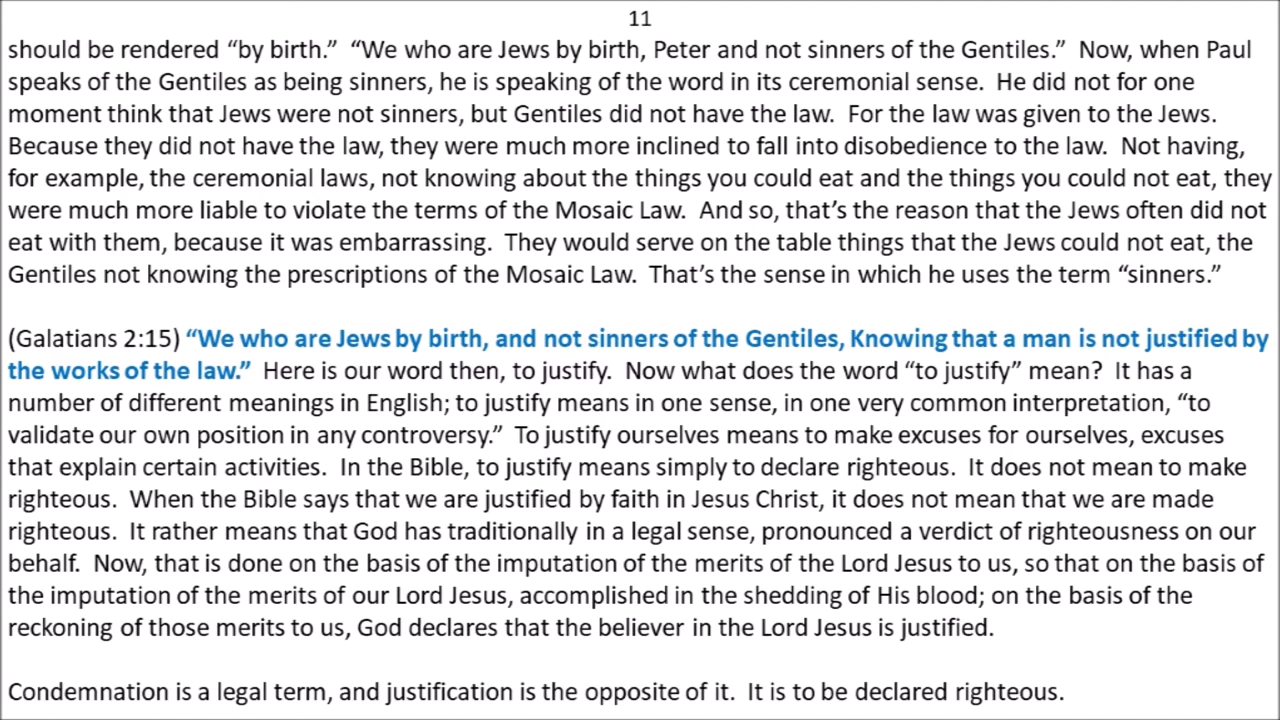 11
should be rendered “by birth.”  “We who are Jews by birth, Peter and not sinners of the Gentiles.”  Now, when Paul
speaks of the Gentiles as being sinners, he is speaking of the word in its ceremonial sense.  He did not for one
moment think that Jews were not sinners, but Gentiles did not have the law.  For the law was given to the Jews.
Because they did not have the law, they were much more inclined to fall into disobedience to the law.  Not having,
for example, the ceremonial laws, not knowing about the things you could eat and the things you could not eat, they
were much more liable to violate the terms of the Mosaic Law.  And so, that’s the reason that the Jews often did not
eat with them, because it was embarrassing.  They would serve on the table things that the Jews could not eat, the
Gentiles not knowing the prescriptions of the Mosaic Law.  That’s the sense in which he uses the term “sinners.”
(Galatians 2:15) “We who are Jews by birth, and not sinners of the Gentiles, Knowing that a man is not justified by
the works of the law.”  Here is our word then, to justify.  Now what does the word “to justify” mean?  It has a
number of different meanings in English; to justify means in one sense, in one very common interpretation, “to
validate our own position in any controversy.”  To justify ourselves means to make excuses for ourselves, excuses
that explain certain activities.  In the Bible, to justify means simply to declare righteous.  It does not mean to make
righteous.  When the Bible says that we are justified by faith in Jesus Christ, it does not mean that we are made
righteous.  It rather means that God has traditionally in a legal sense, pronounced a verdict of righteousness on our
behalf.  Now, that is done on the basis of the imputation of the merits of the Lord Jesus to us, so that on the basis of
the imputation of the merits of our Lord Jesus, accomplished in the shedding of His blood; on the basis of the
reckoning of those merits to us, God declares that the believer in the Lord Jesus is justified.
Condemnation is a legal term, and justification is the opposite of it.  It is to be declared righteous.